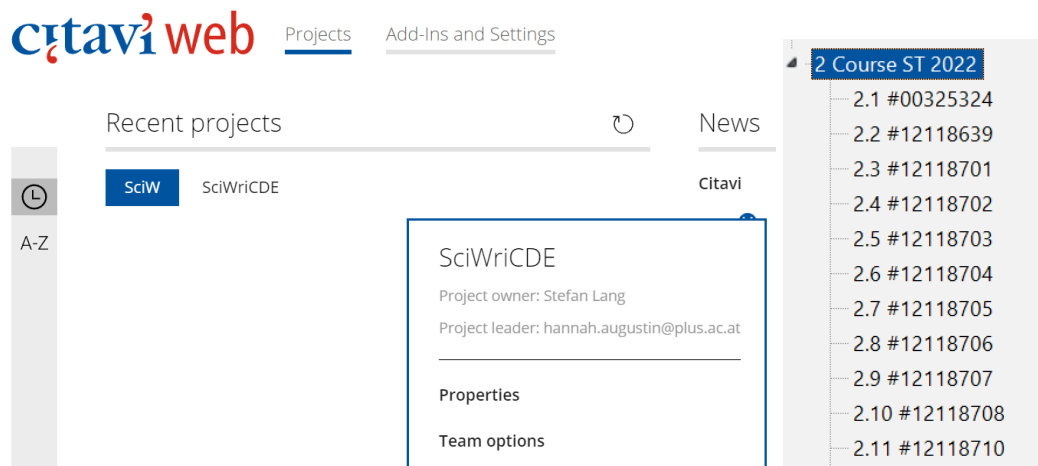 citavi web
Projects
Add-Ins and Settings
Recent projects
News
SciW
SciWriCDE
Citavi
A-Z
SciWriCDE
Project owner: Stefan Lang
Project leader: hannah.augustin@plus.ac.at
Properties
Team options
2 Course ST 2022
2.1 #00325324
2.2 #12118639
2.3 #12118701
2.4 #12118702
2.5 #12118703
2.6 #12118704
2.7 #12118705
2.8 #12118706
2.9 #12118707
2.10 #12118708
2.11 #12118710